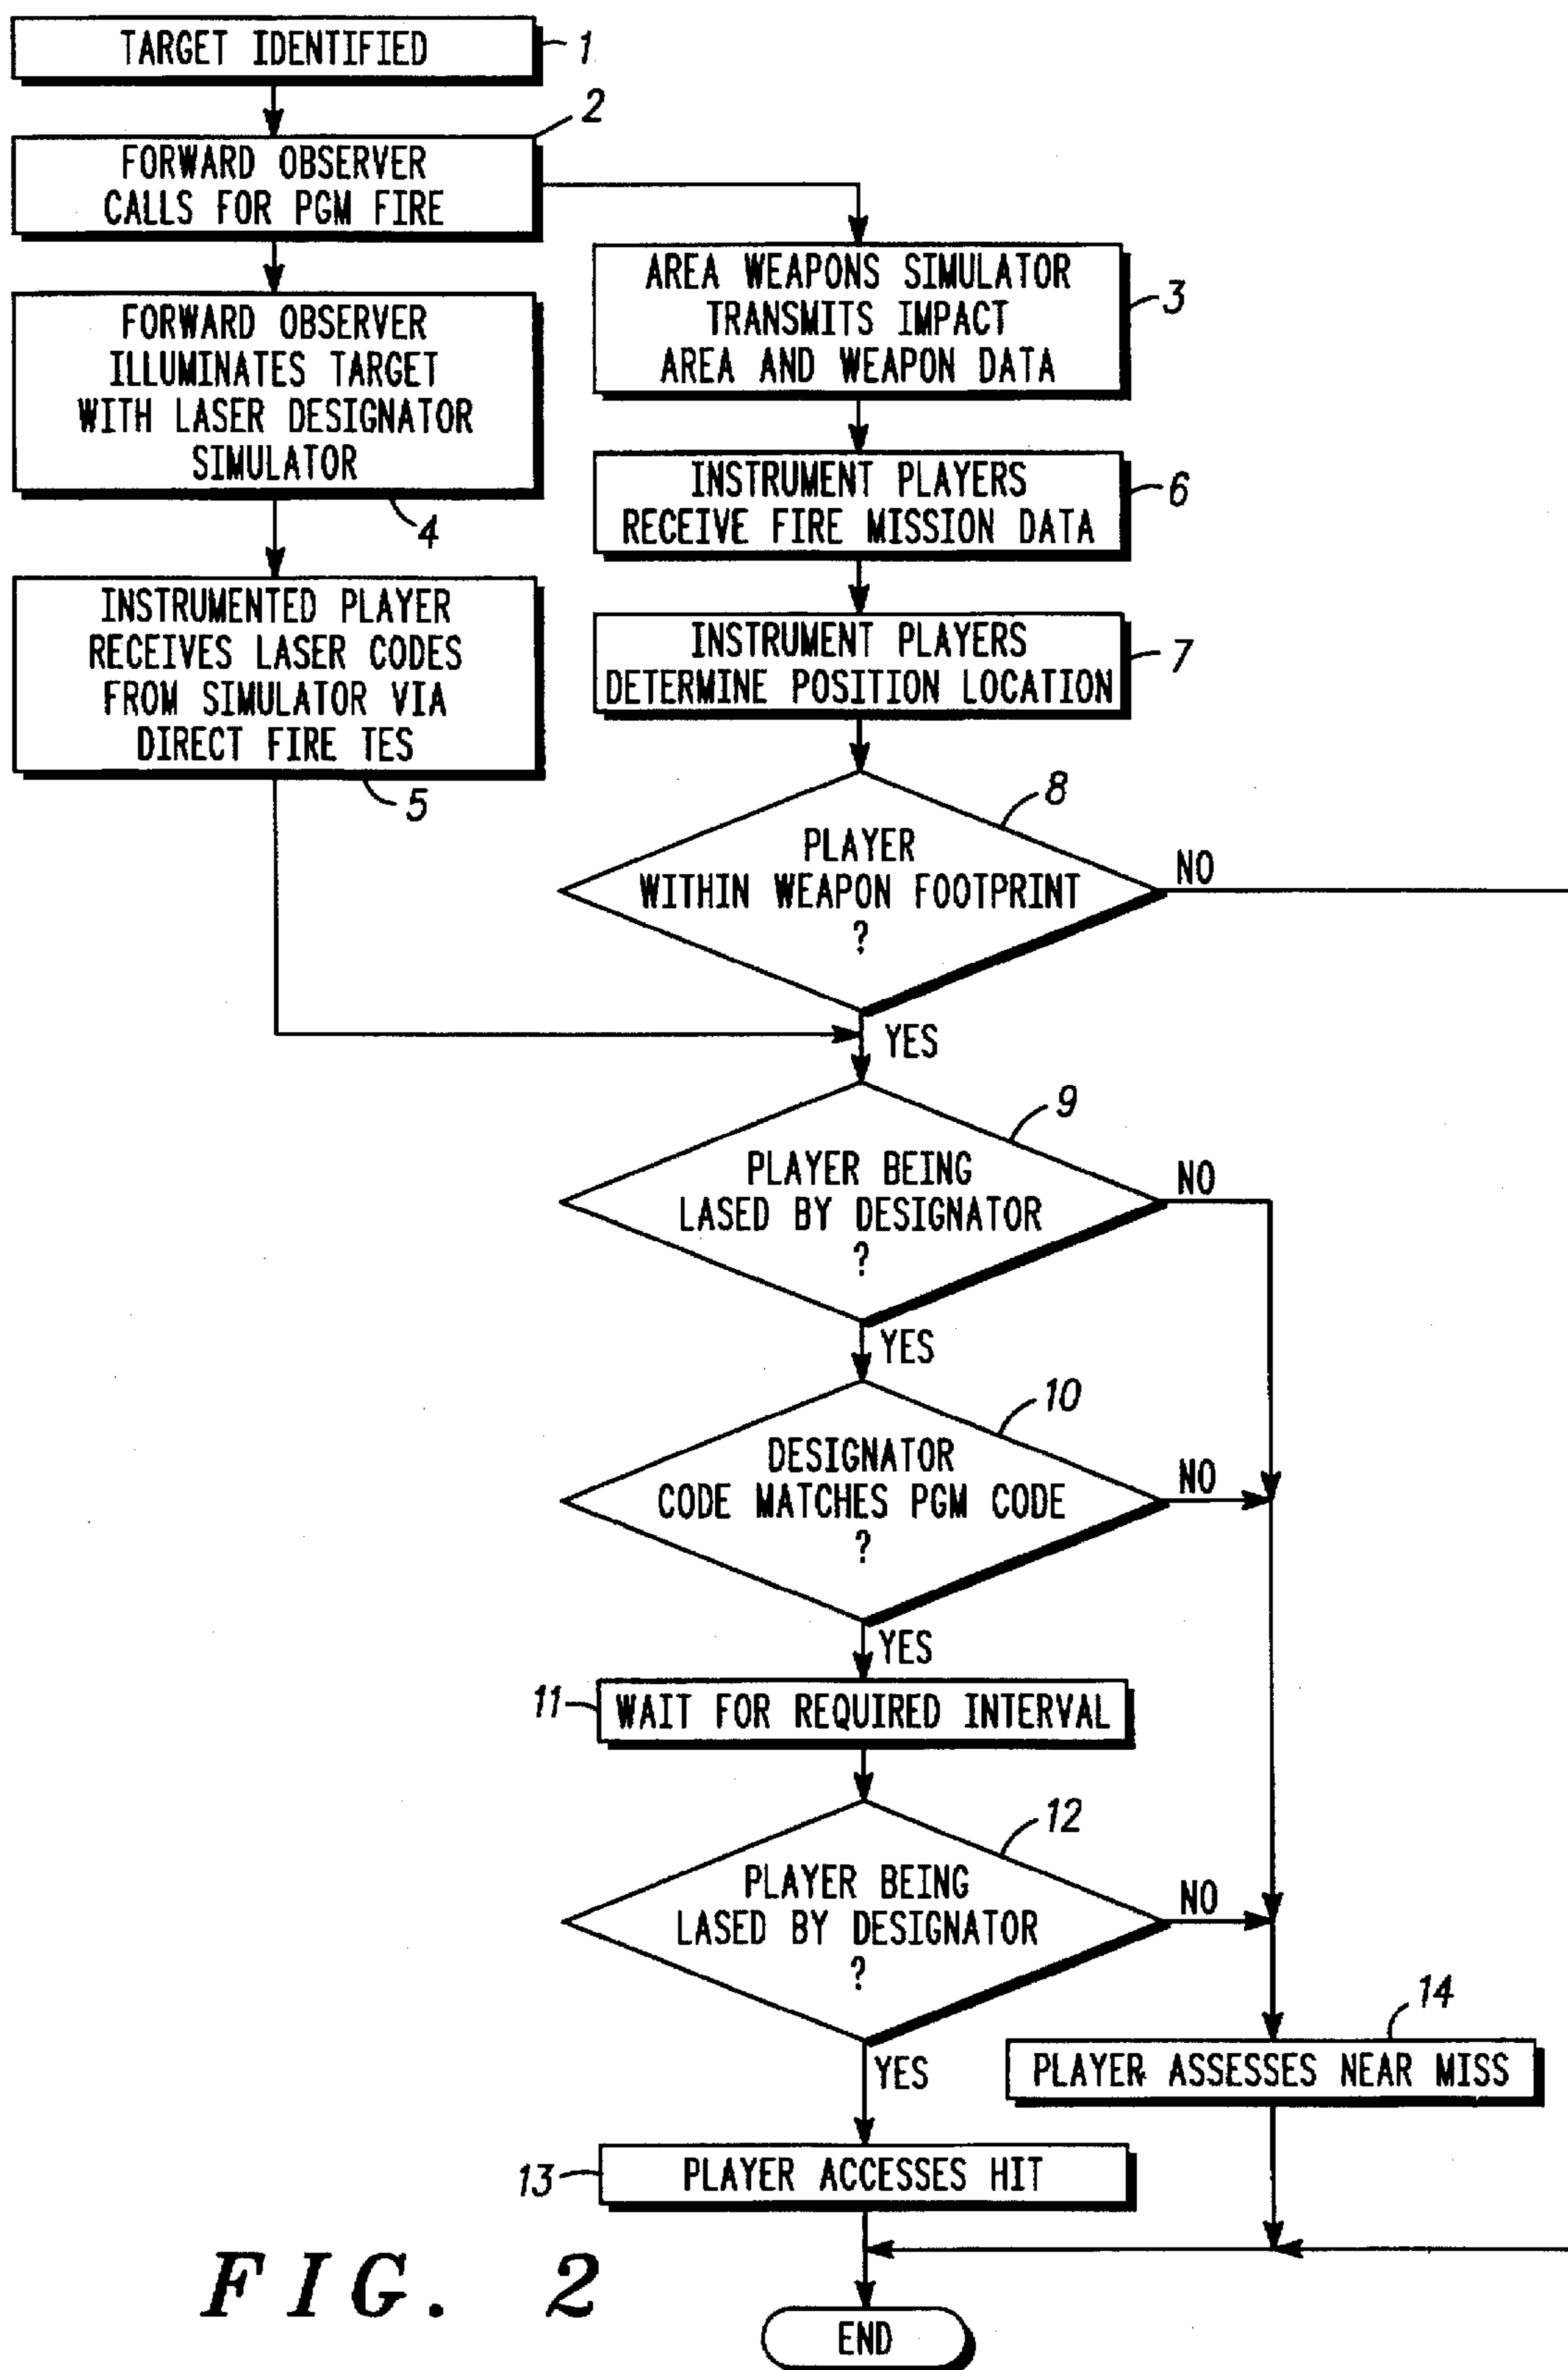 TARGET IDENTIFIED
1
FORWARD OBSERVER
CALLS FOR PGM FIRE
2
AREA WEAPONS SIMULATOR
TRANSMITS IMPACT
AREA AND WEAPON DATA
3
FORWARD OBSERVER
ILLUMINATES TARGET
WITH LASER DESIGNATOR
SIMULATOR
4
INSTRUMENTED PLAYER
RECEIVES LASER CODES
FROM SIMULATOR VIA
DIRECT FIRE TES
5
INSTRUMENT PLAYERS
RECEIVE FIRE MISSION DATA
6
INSTRUMENT PLAYERS
DETERMINE POSITION LOCATION
7
PLAYER
WITHIN WEAPON FOOTPRINT
?
8
NO
YES
PLAYER BEING
LASED BY DESIGNATOR
?
9
NO
YES
DESIGNATOR
CODE MATCHES PGM CODE
?
10
NO
YES
11
WAIT FOR REQUIRED INTERVAL
PLAYER BEING
LASED BY DESIGNATOR
?
12
NO
YES
14
PLAYER ASSESSES NEAR MISS
13
PLAYER ACCESSES HIT
END
FIG. 2